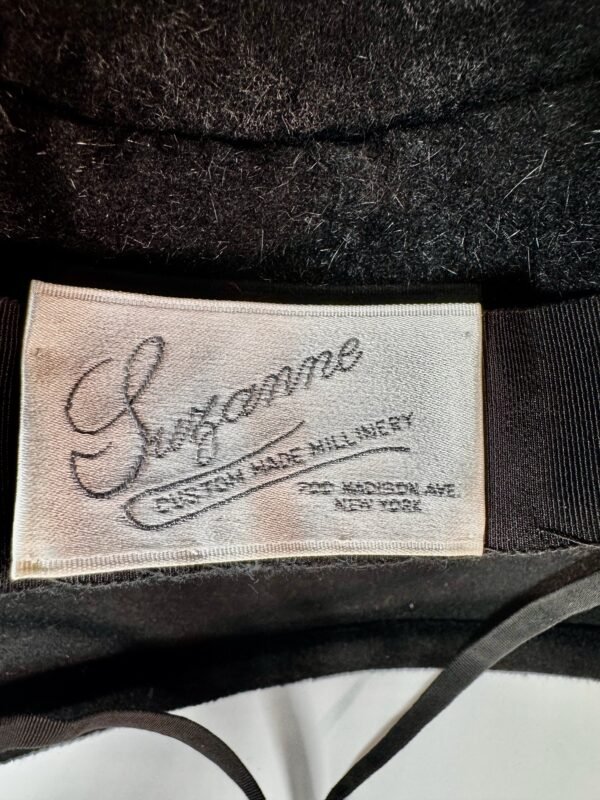 Suzanne
CUSTOM MADE MILLINERY
700 MADISON AVE.
NEW YORK